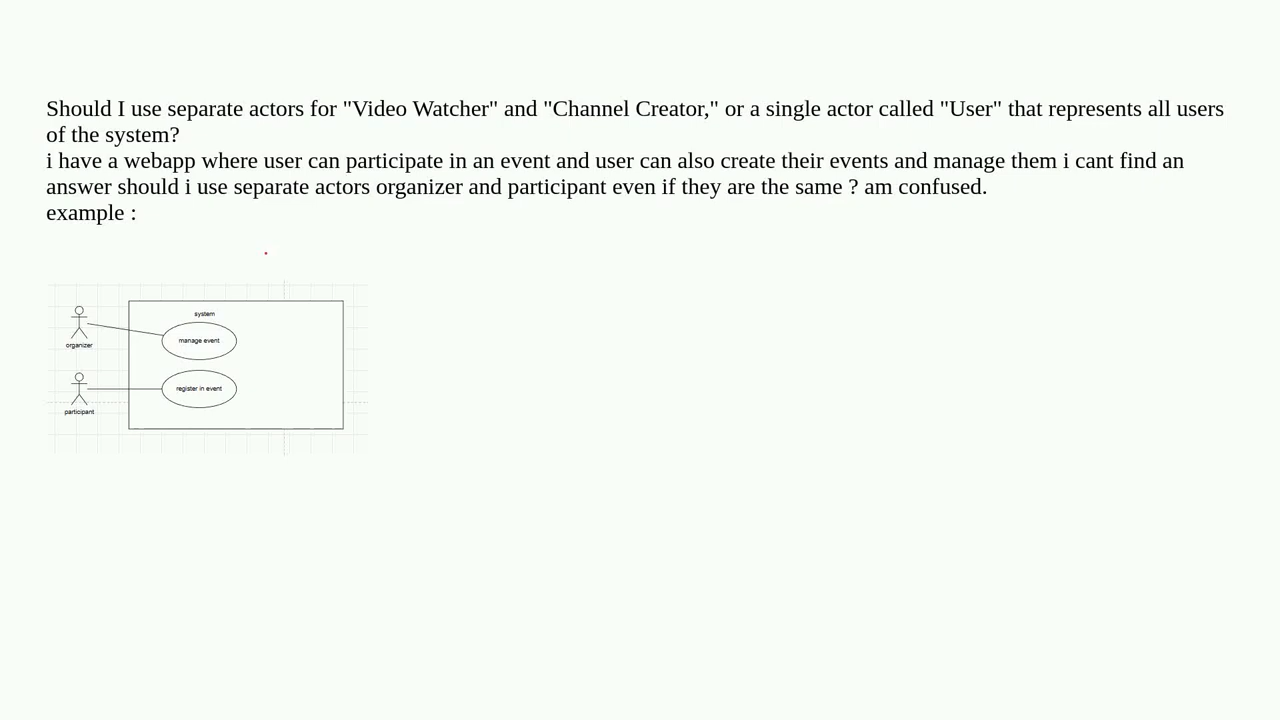 Should I use separate actors for "Video Watcher" and "Channel Creator," or a single actor called "User" that represents all users
of the system?
i have a webapp where user can participate in an event and user can also create their events and manage them i cant find an
answer should i use separate actors organizer and participant even if they are the same ? am confused.
example :
system
manage event
organizer
register in event
participant